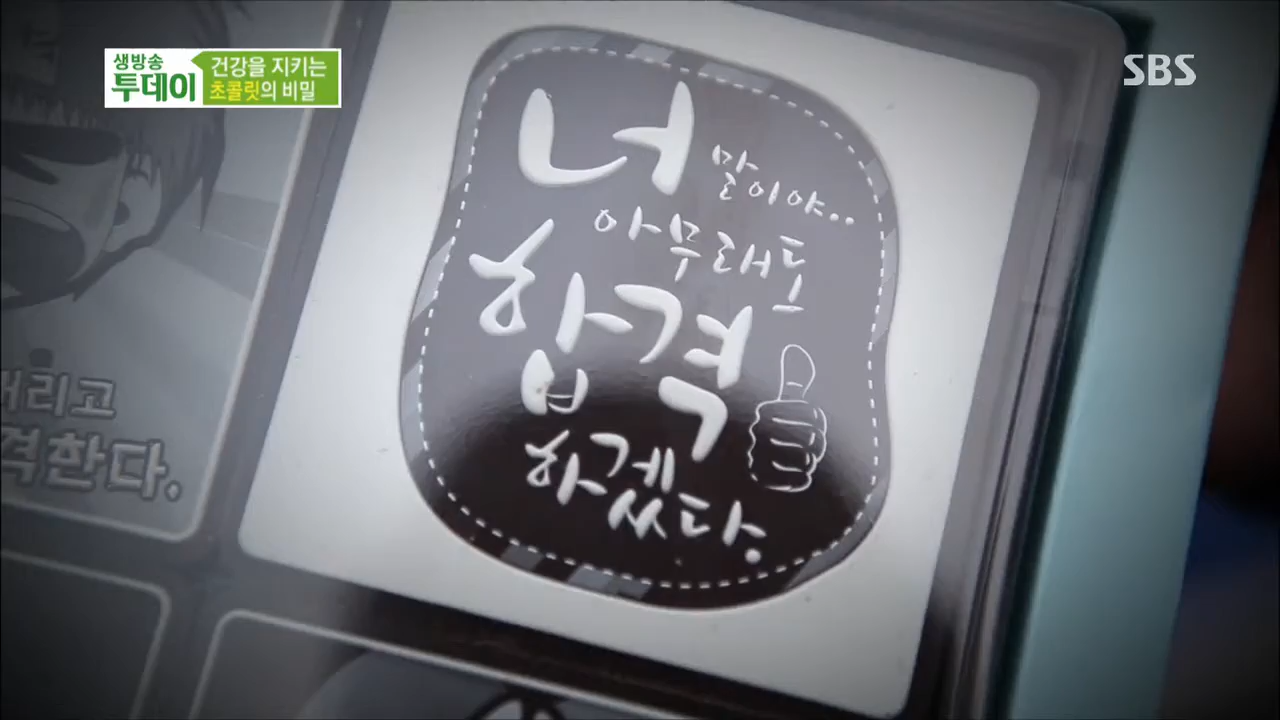 생방송 투데이
건강을 지키는
초콜릿의 비밀
SBS
너 말이야..
아무래도
합격
하겠다.
리고
격한다.